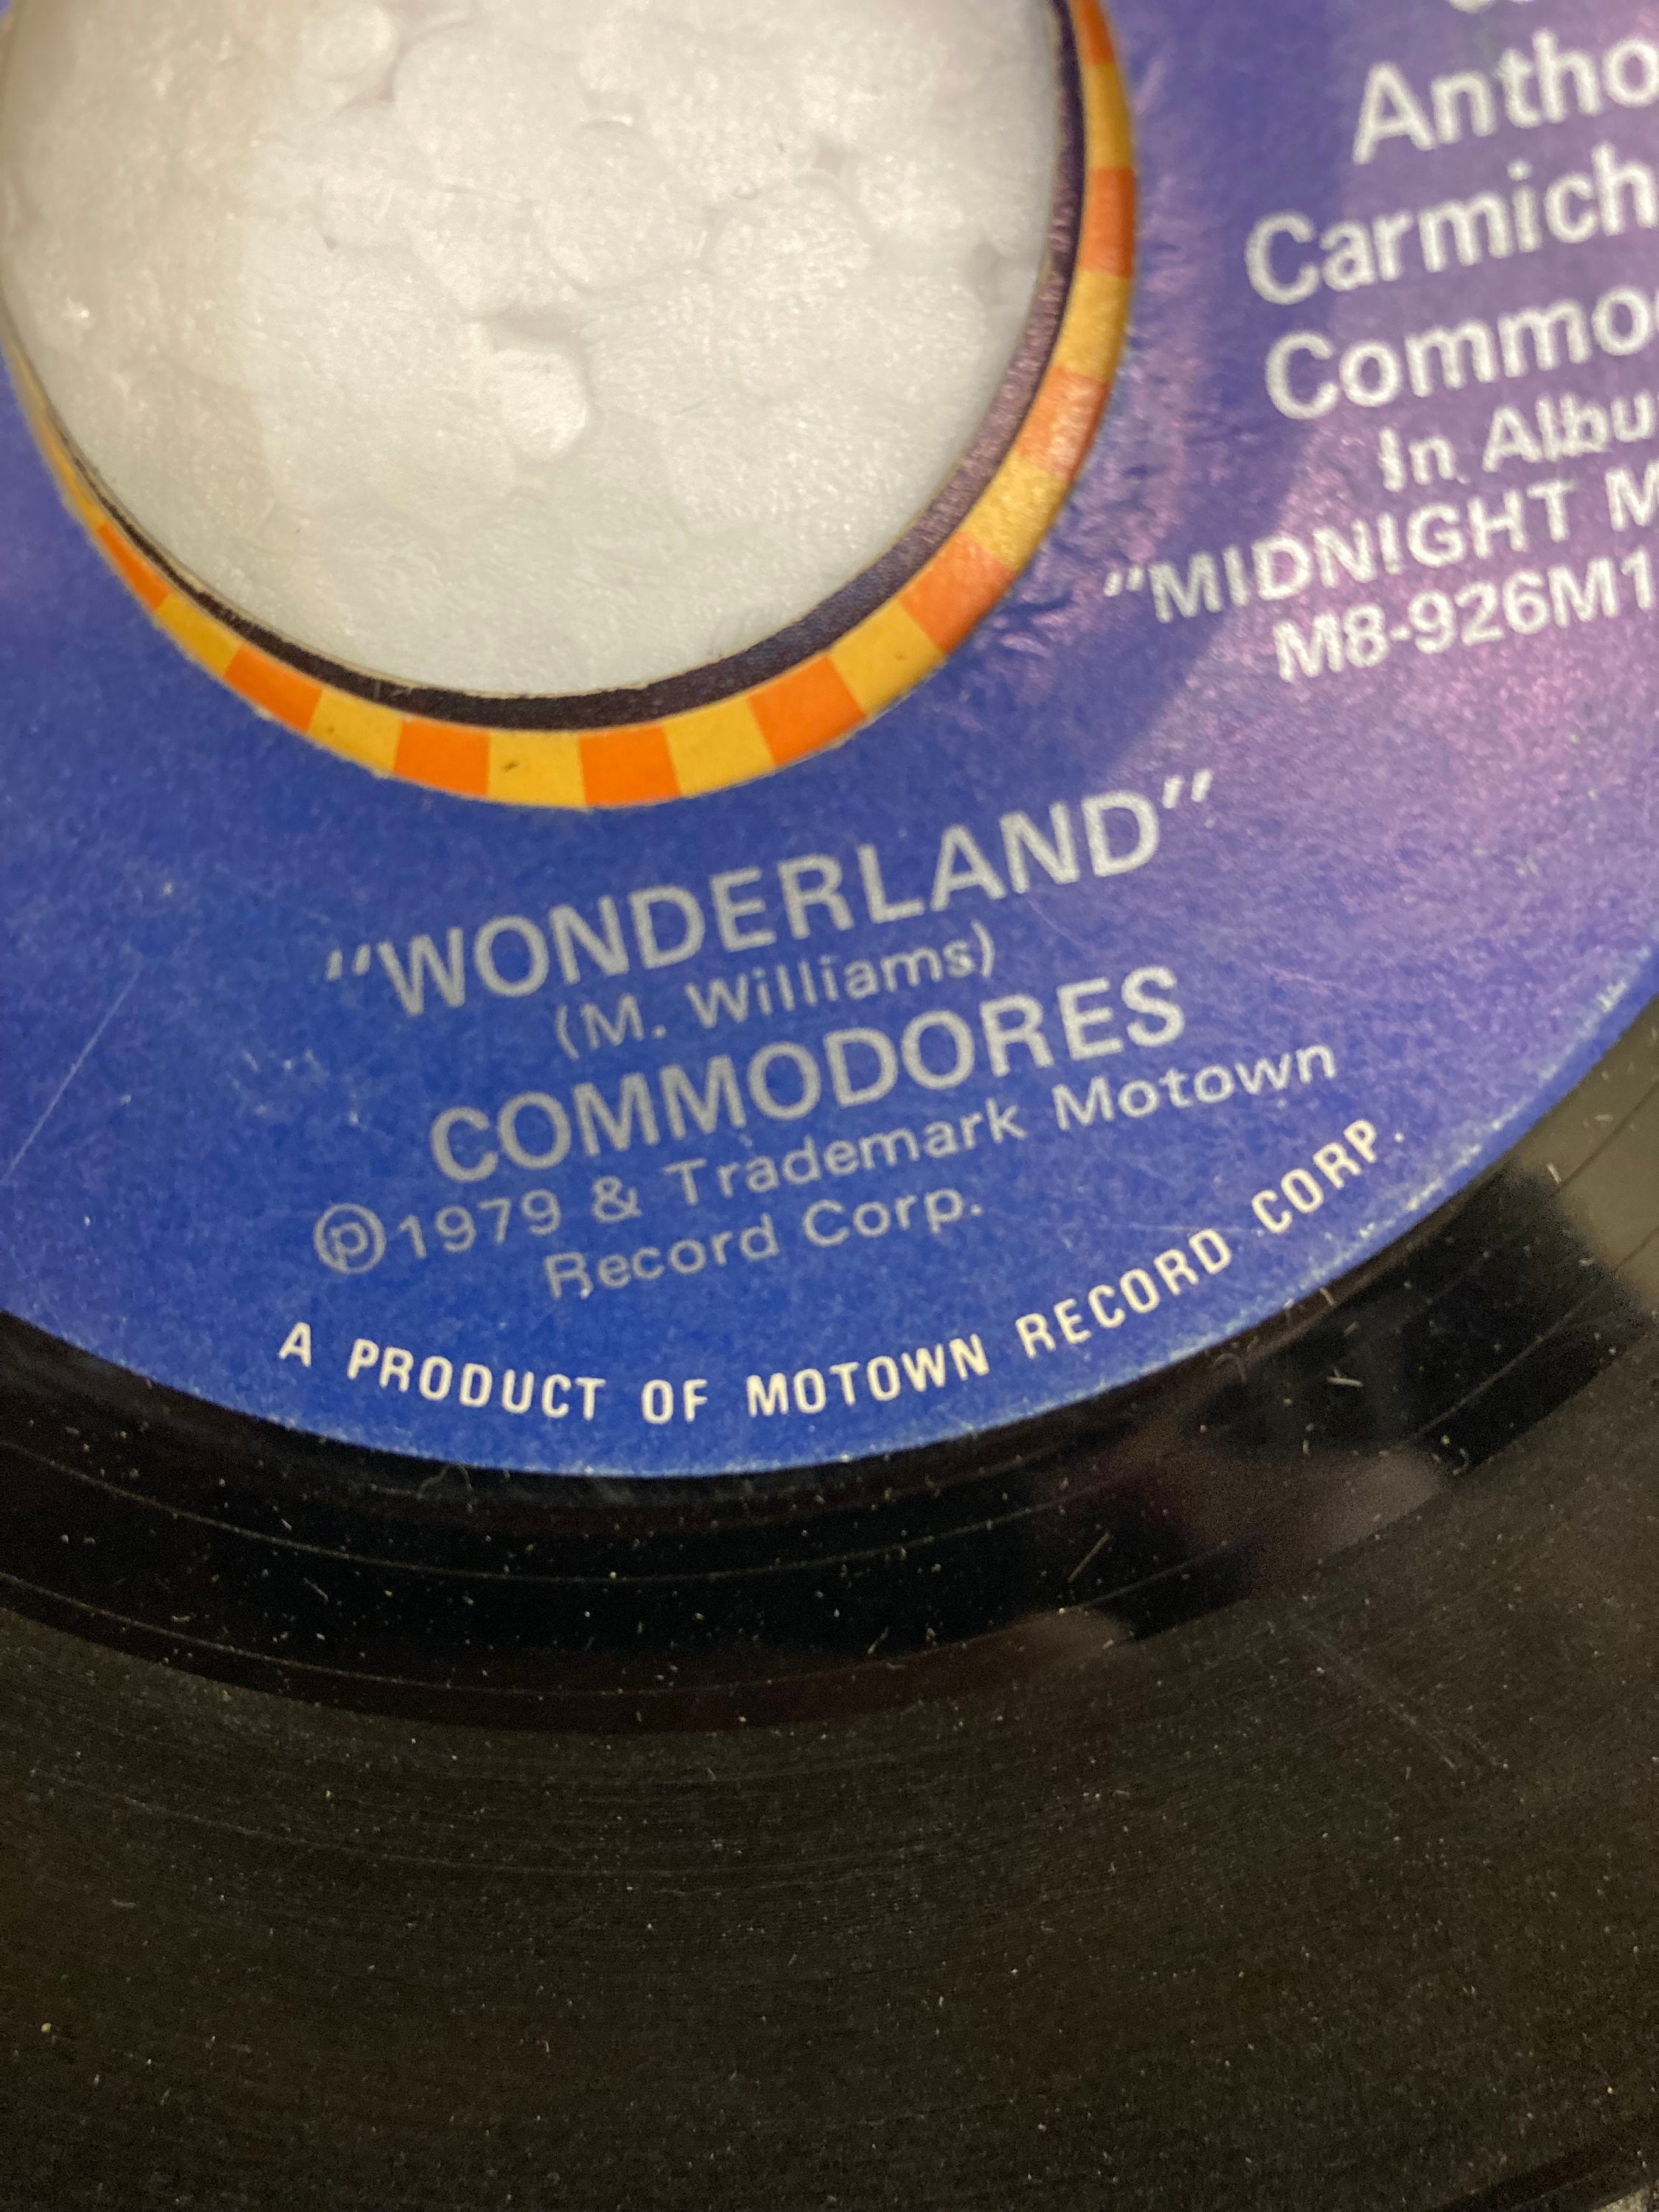 Antho
Carmich
Commo
In Albu
"MIDNIGHT M
M8-926M1
"WONDERLAND"
(M. Williams)
COMMODORES
℗1979 & Trademark Motown
Record Corp.
A PRODUCT OF MOTOWN RECORD CORP.